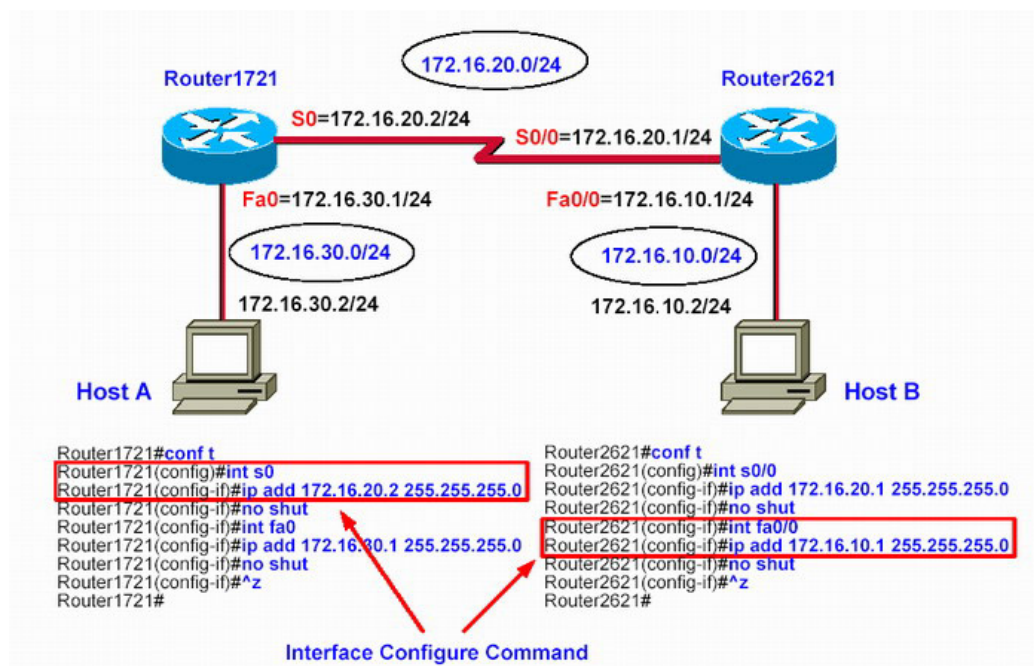 172.16.20.0/24
Router1721
Router2621
S0=172.16.20.2/24
S0/0=172.16.20.1/24
Fa0=172.16.30.1/24
Fa0/0=172.16.10.1/24
172.16.30.0/24
172.16.10.0/24
172.16.30.2/24
172.16.10.2/24
Host A
Host B
Router1721#conf t
Router1721(config)#int s0
Router1721(config-if)#ip add 172.16.20.2 255.255.255.0
Router1721(config-if)#no shut
Router1721(config-if)#int fa0
Router1721(config-if)#ip add 172.16.30.1 255.255.255.0
Router1721(config-if)#no shut
Router1721(config-if)#^z
Router1721#
Router2621#conf t
Router2621(config)#int s0/0
Router2621(config-if)#ip add 172.16.20.1 255.255.255.0
Router2621(config-if)#no shut
Router2621(config-if)#int fa0/0
Router2621(config-if)#ip add 172.16.10.1 255.255.255.0
Router2621(config-if)#no shut
Router2621(config-if)#^z
Router2621#
Interface Configure Command